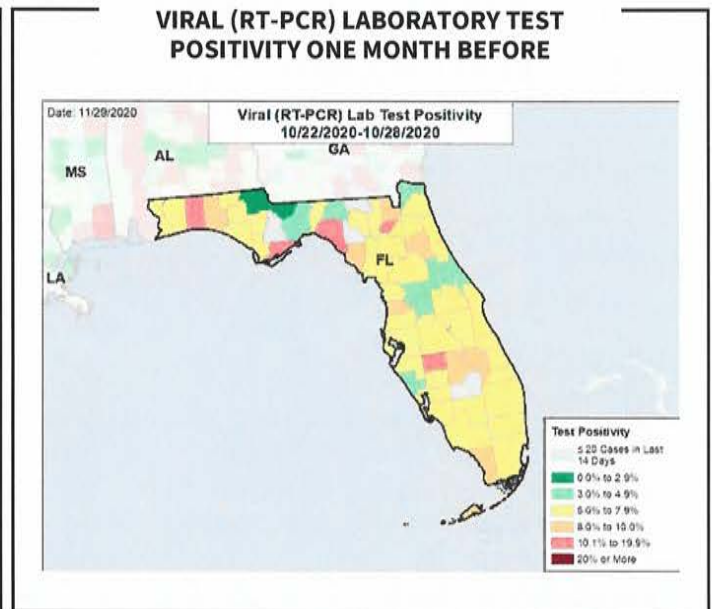 VIRAL (RT-PCR) LABORATORY TEST
POSITIVITY ONE MONTH BEFORE
Date: 11/29/2020
Viral (RT-PCR) Lab Test Positivity
10/22/2020-10/28/2020
GA
AL
MS
FL
LA
Test Positivity
≤ 20 Cases in Last
14 Days
0.0% to 2.9%
3.0% to 4.9%
5.0% to 7.9%
8.0% to 10.0%
10.1% to 19.9%
20% or More